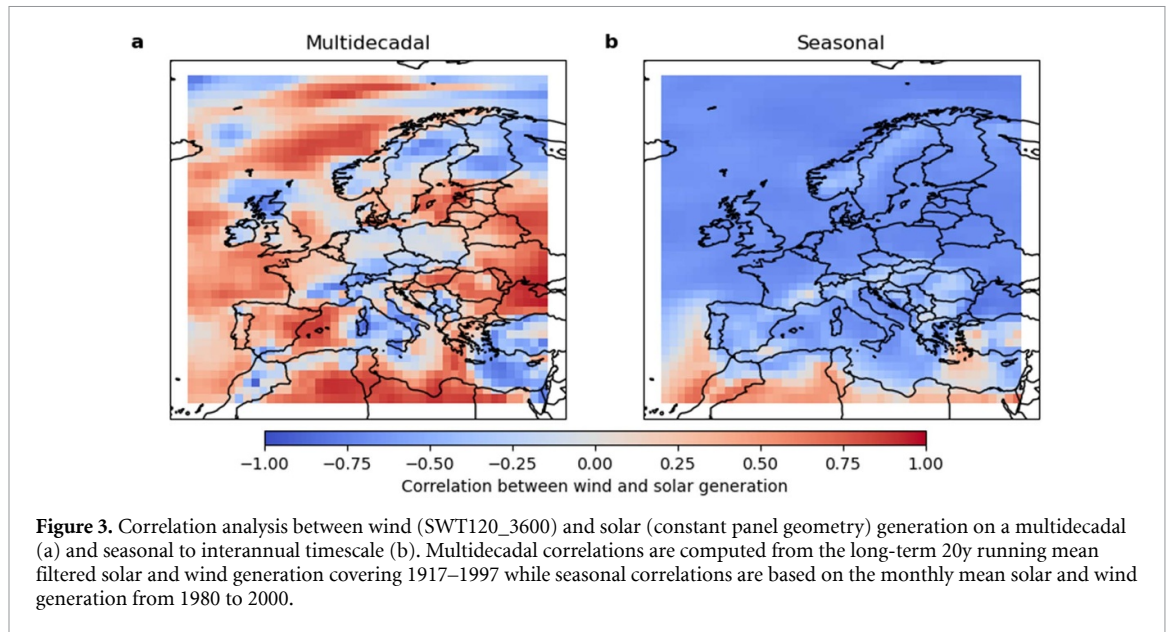 a
Multidecadal
b
Seasonal
−1.00 −0.75 −0.50 −0.25 0.00 0.25 0.50 0.75 1.00
Correlation between wind and solar generation
Figure 3. Correlation analysis between wind (SWT120_3600) and solar (constant panel geometry) generation on a multidecadal
(a) and seasonal to interannual timescale (b). Multidecadal correlations are computed from the long-term 20y running mean
filtered solar and wind generation covering 1917–1997 while seasonal correlations are based on the monthly mean solar and wind
generation from 1980 to 2000.